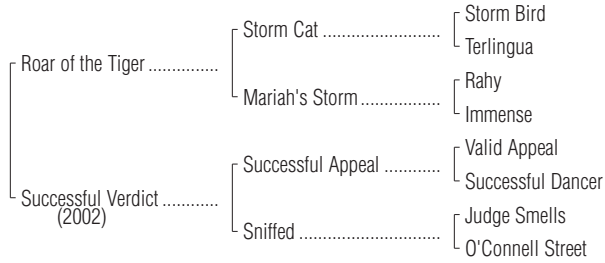 Storm Bird
Storm Cat ..........................
Terlingua
Roar of the Tiger ...............
Rahy
Mariah's Storm ..................
Immense
Valid Appeal
Successful Appeal ............
Successful Dancer
Successful Verdict ............
(2002)
Judge Smells
Sniffed ...............................
O'Connell Street